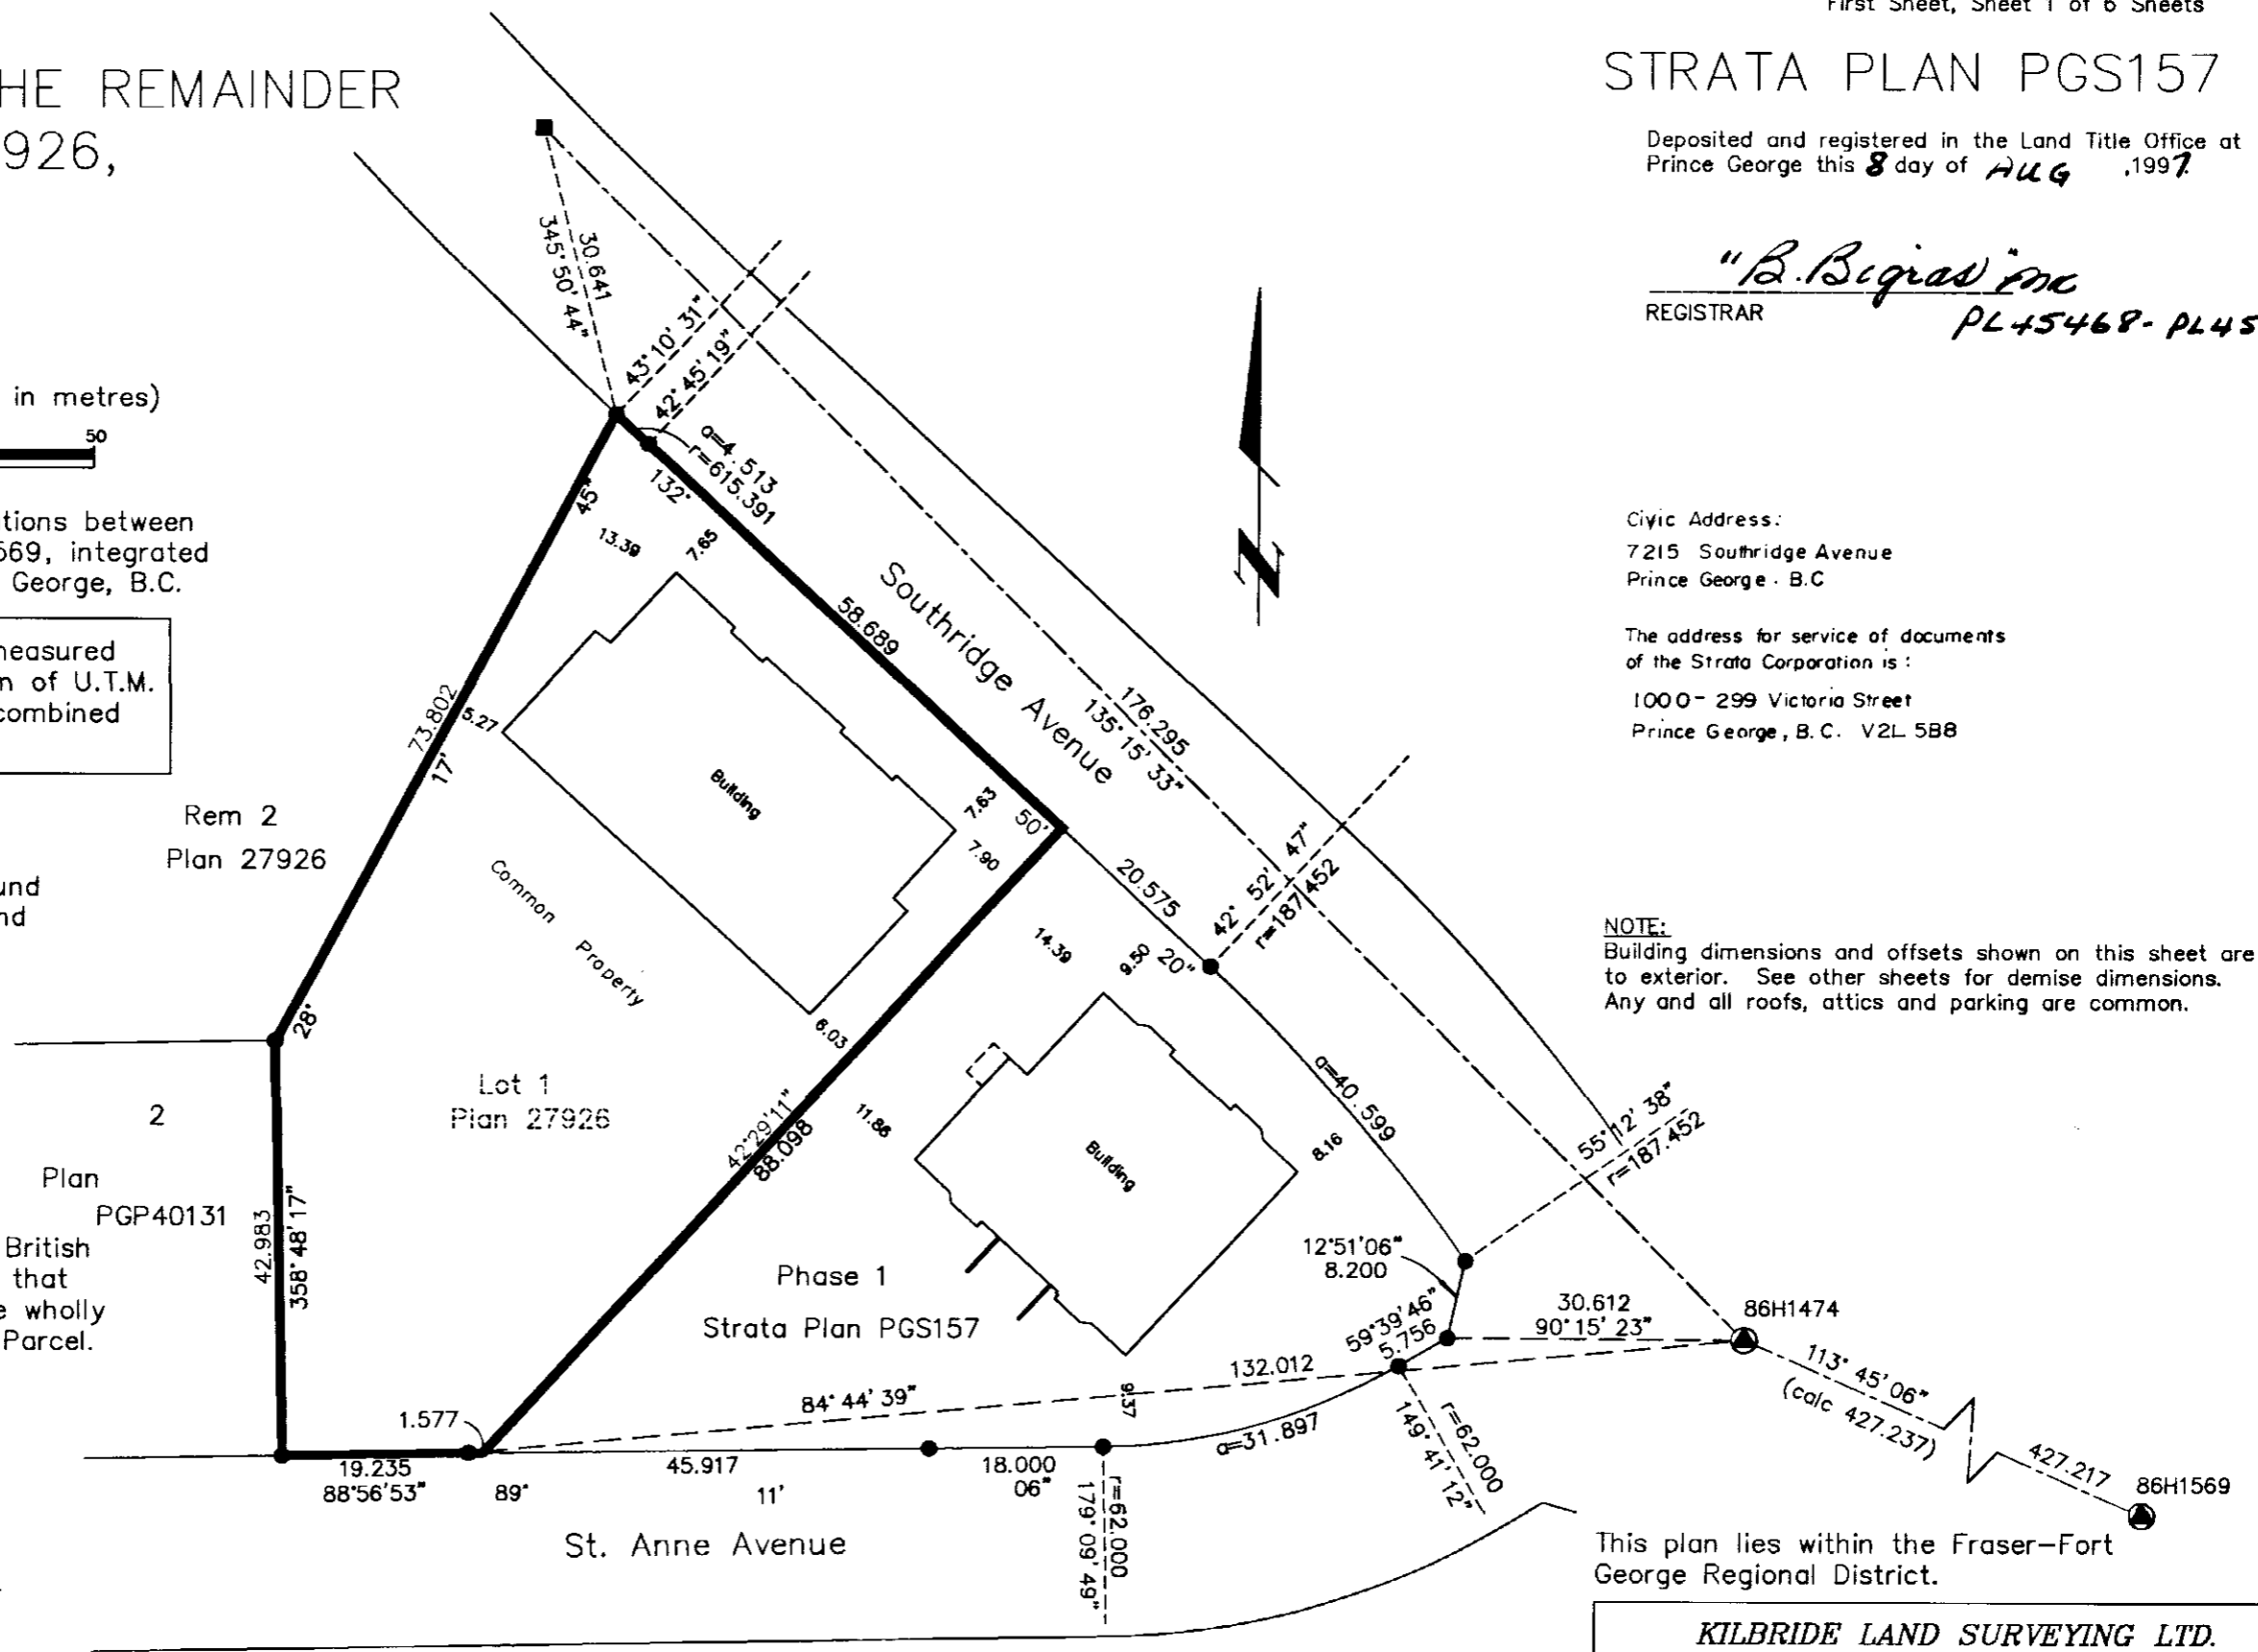 First Sheet, Sheet 1 of 6 Sheets
HE REMAINDER
926,
STRATA PLAN PGS157
Deposited and registered in the Land Title Office at
Prince George this 8 day of AUG ,1997.
"B. Bigras"
REGISTRAR
PL45468-PL45
in metres)
50
tions between
569, integrated
George, B.C.
measured
n of U.T.M.
combined
und
nd
British
that
e wholly
Parcel.
Civic Address:
7215 Southridge Avenue
Prince George . B.C
The address for service of documents
of the Strata Corporation is :
1000-299 Victoria Street
Prince George, B.C. V2L 5B8
NOTE:
Building dimensions and offsets shown on this sheet are
to exterior. See other sheets for demise dimensions.
Any and all roofs, attics and parking are common.
30.641
345°50'44"
43°10'31"
42°45'19"
a=4.513
r=615.391
132°
45"
13.39
7.65
58.689
Southridge Avenue
176.295
135°15'33"
73.802
17'
5.27
Building
7.63
50'
7.90
Rem 2
Plan 27926
Common Property
20.575
42° 52' 47"
r=187.452
14.39
9.50
20"
28°
6.03
a=40.599
2
Lot 1
Plan 27926
42°29'11"
88.098
11.86
Building
8.16
55°12'38"
r=187.452
Plan
PGP40131
42.983
358°48'17"
12°51'06"
8.200
Phase 1
Strata Plan PGS157
59°39'46"
5.756
30.612
90°15'23"
86H1474
113°45'06"
(calc 427.237)
427.217
86H1569
132.012
84°44'39"
9.37
1.577
19.235
88°56'53"
45.917
89°
11'
18.000
06"
a=31.897
r=62.000
149°41'12"
r=62.000
179°09'49"
St. Anne Avenue
This plan lies within the Fraser-Fort
George Regional District.
KILBRIDE LAND SURVEYING LTD.
N